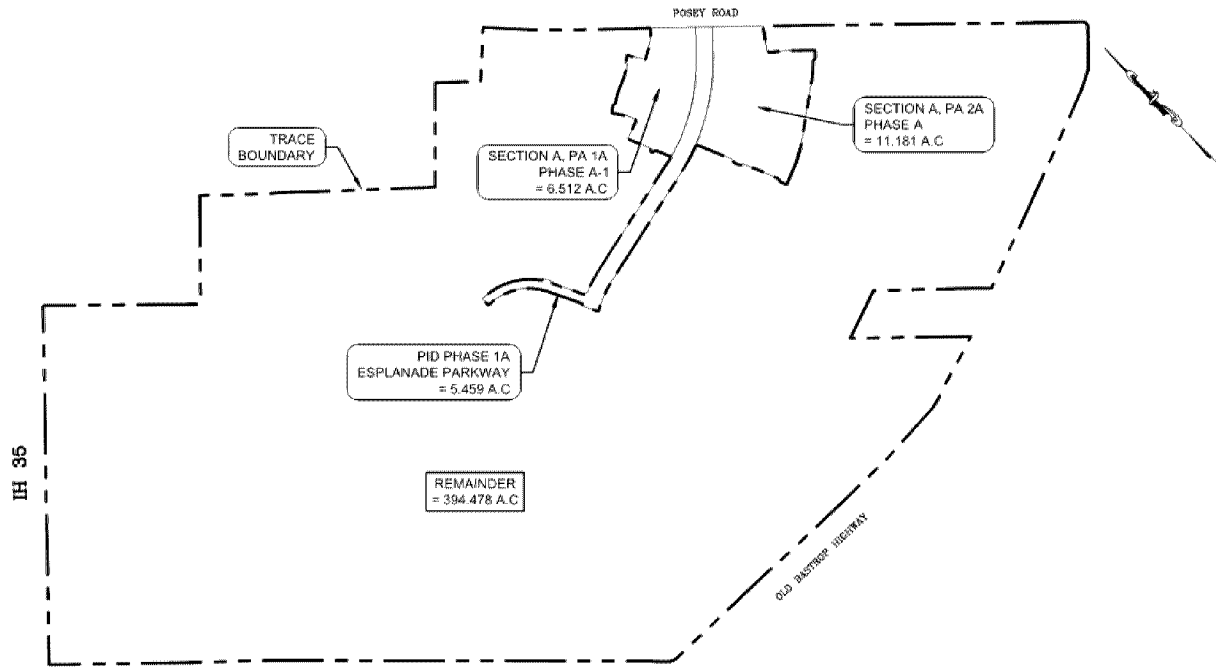 POSEY ROAD
TRACE
BOUNDARY
SECTION A, PA 1A
PHASE A-1
= 6.512 A.C
SECTION A, PA 2A
PHASE A
= 11.181 A.C
PID PHASE 1A
ESPLANADE PARKWAY
= 5.459 A.C
IH 35
REMAINDER
= 394.478 A.C
OLD BASTROP HIGHWAY